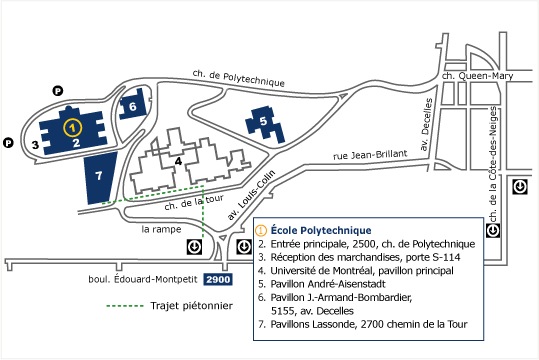 ch. de Polytechnique
ch. Queen-Mary
P
6
1
2
3
P
5
4
7
av. Decelles
ch. de la Côte-des-Neiges
rue Jean-Brillant
ch. de la tour
av. Louis-Colin
la rampe
boul. Édouard-Montpetit 2900
Trajet piétonnier
1 École Polytechnique
2. Entrée principale, 2500, ch. de Polytechnique
3. Réception des marchandises, porte S-114
4. Université de Montréal, pavillon principal
5. Pavillon André-Aisenstadt
6. Pavillon J.-Armand-Bombardier,
5155, av. Decelles
7. Pavillons Lassonde, 2700 chemin de la Tour